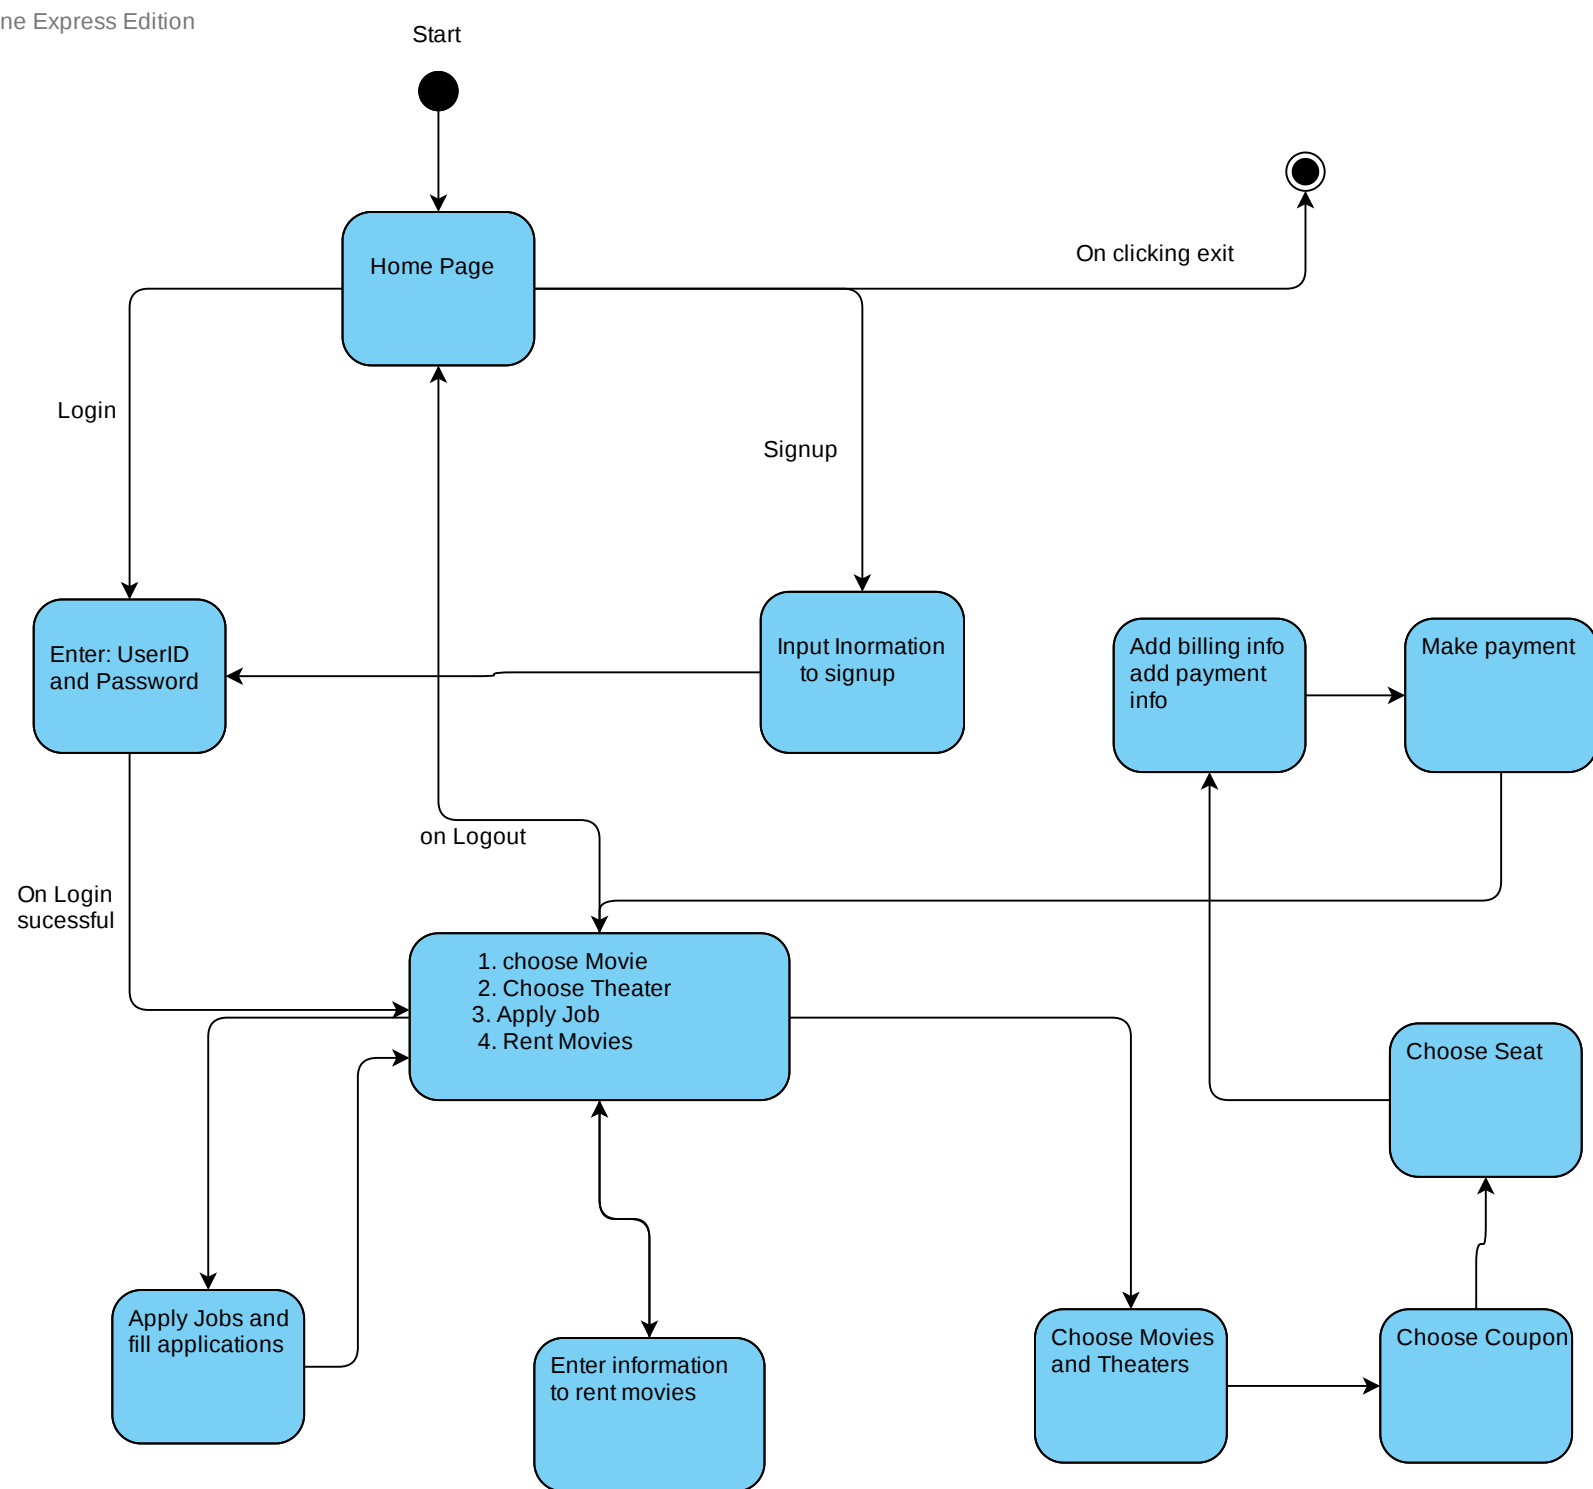 ne Express Edition
Start
Home Page
On clicking exit
Login
Signup
Enter: UserID
and Password
Input Inormation
to signup
Add billing info
add payment
info
Make payment
on Logout
On Login
sucessful
1. choose Movie
2. Choose Theater
3. Apply Job
4. Rent Movies
Choose Seat
Apply Jobs and
fill applications
Enter information
to rent movies
Choose Movies
and Theaters
Choose Coupon